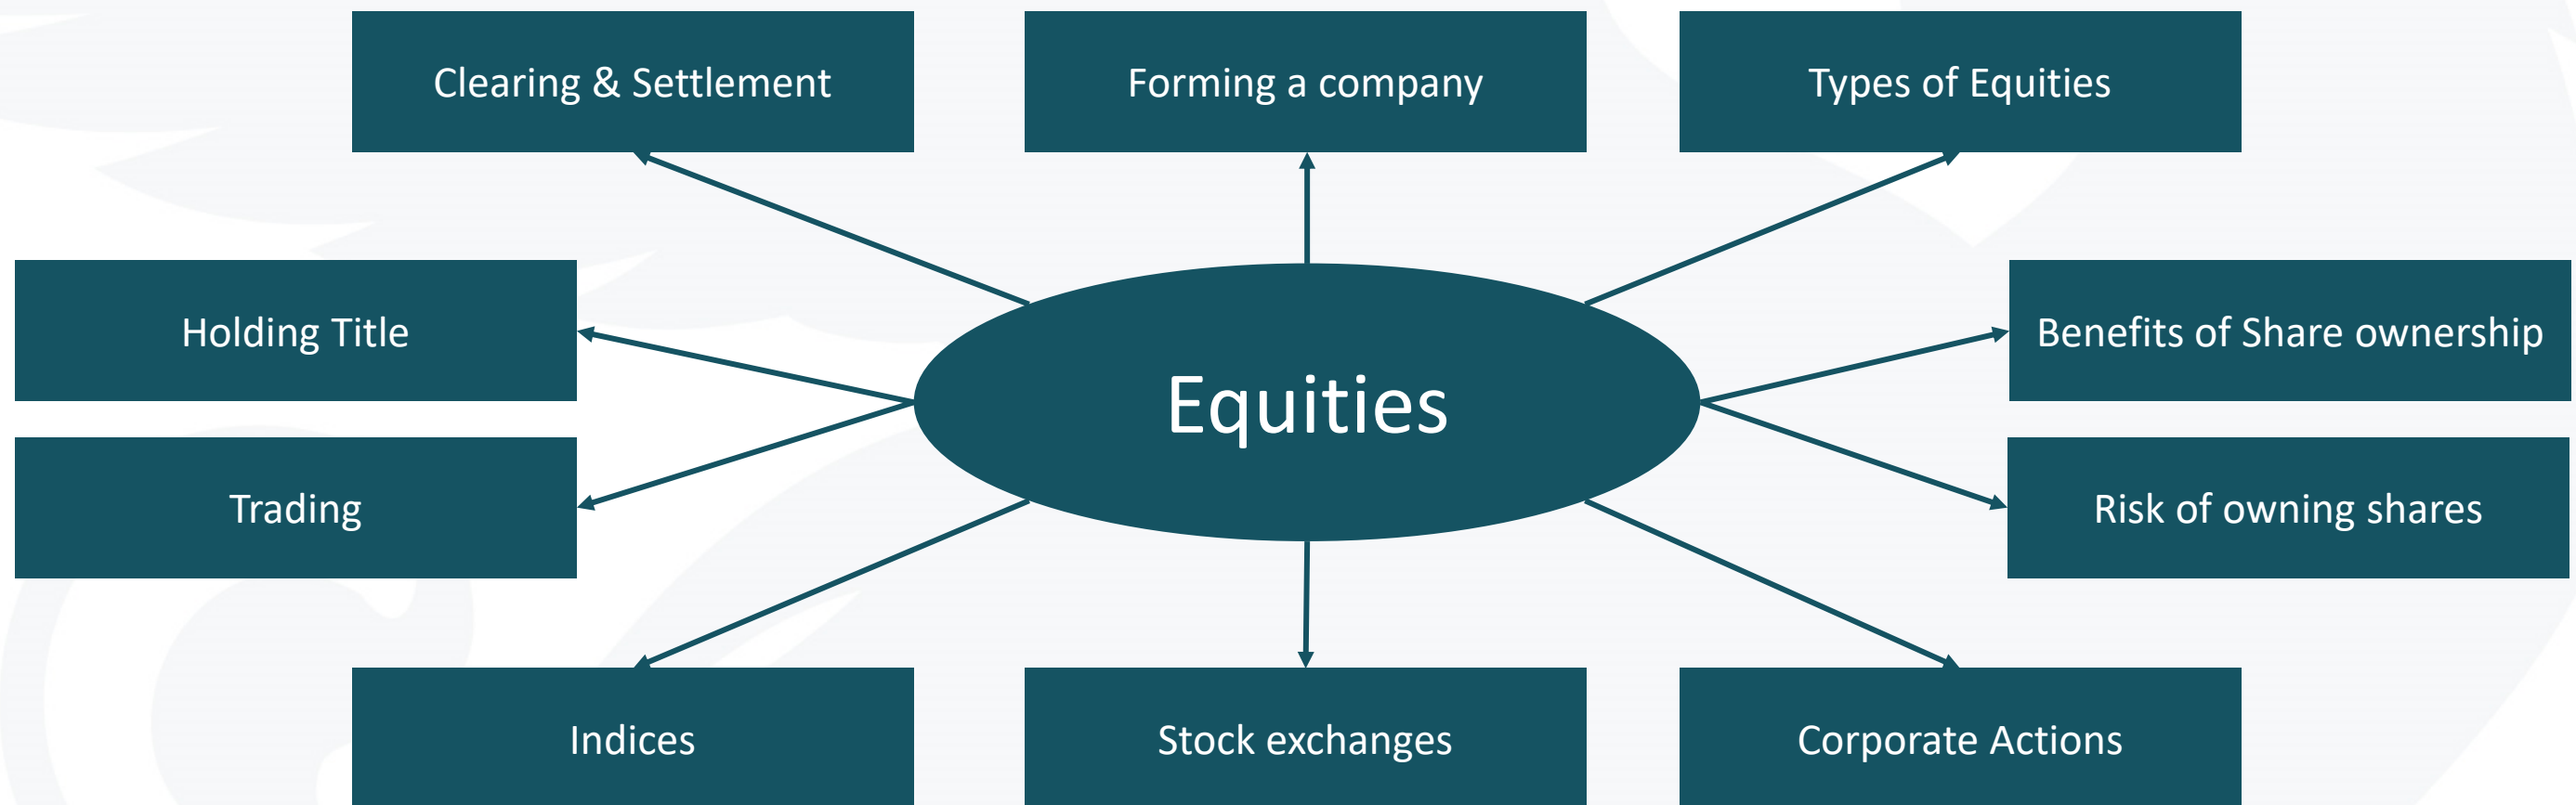 Clearing & Settlement
Forming a company
Types of Equities
Holding Title
Benefits of Share ownership
Equities
Trading
Risk of owning shares
Indices
Stock exchanges
Corporate Actions